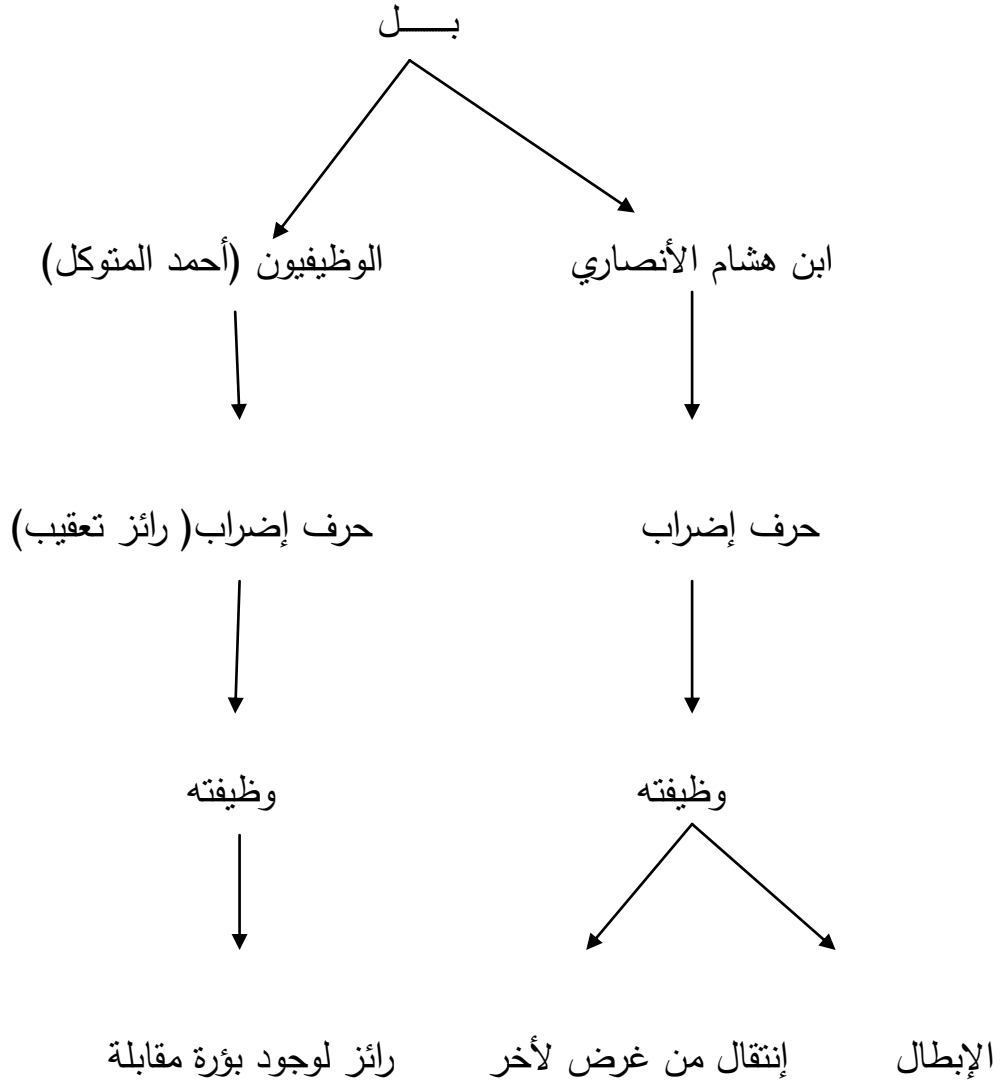 بـــــل
ابن هشام الأنصاري الوظيفيون (أحمد المتوكل)
حرف إضراب حرف إضراب( رائز تعقيب)
وظيفته وظيفته
الإبطال إنتقال من غرض لأخر رائز لوجود بؤرة مقابلة